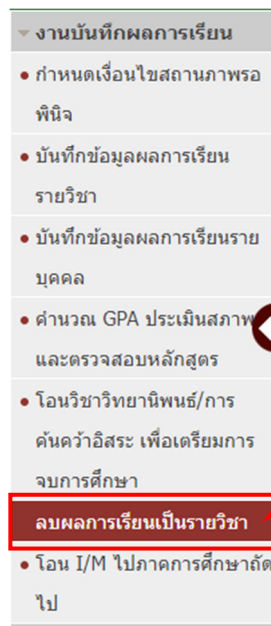 งานบันทึกผลการเรียน
กำหนดเงื่อนไขสถานภาพรอ
พินิจ
บันทึกข้อมูลผลการเรียน
รายวิชา
บันทึกข้อมูลผลการเรียนราย
บุคคล
คำนวณ GPA ประเมินสภาพ
และตรวจสอบหลักสูตร
โอนวิชาวิทยานิพนธ์/การ
ค้นคว้าอิสระ เพื่อเตรียมการ
จบการศึกษา
ลบผลการเรียนเป็นรายวิชา
โอน I/M ไปภาคการศึกษาถัด
ไป